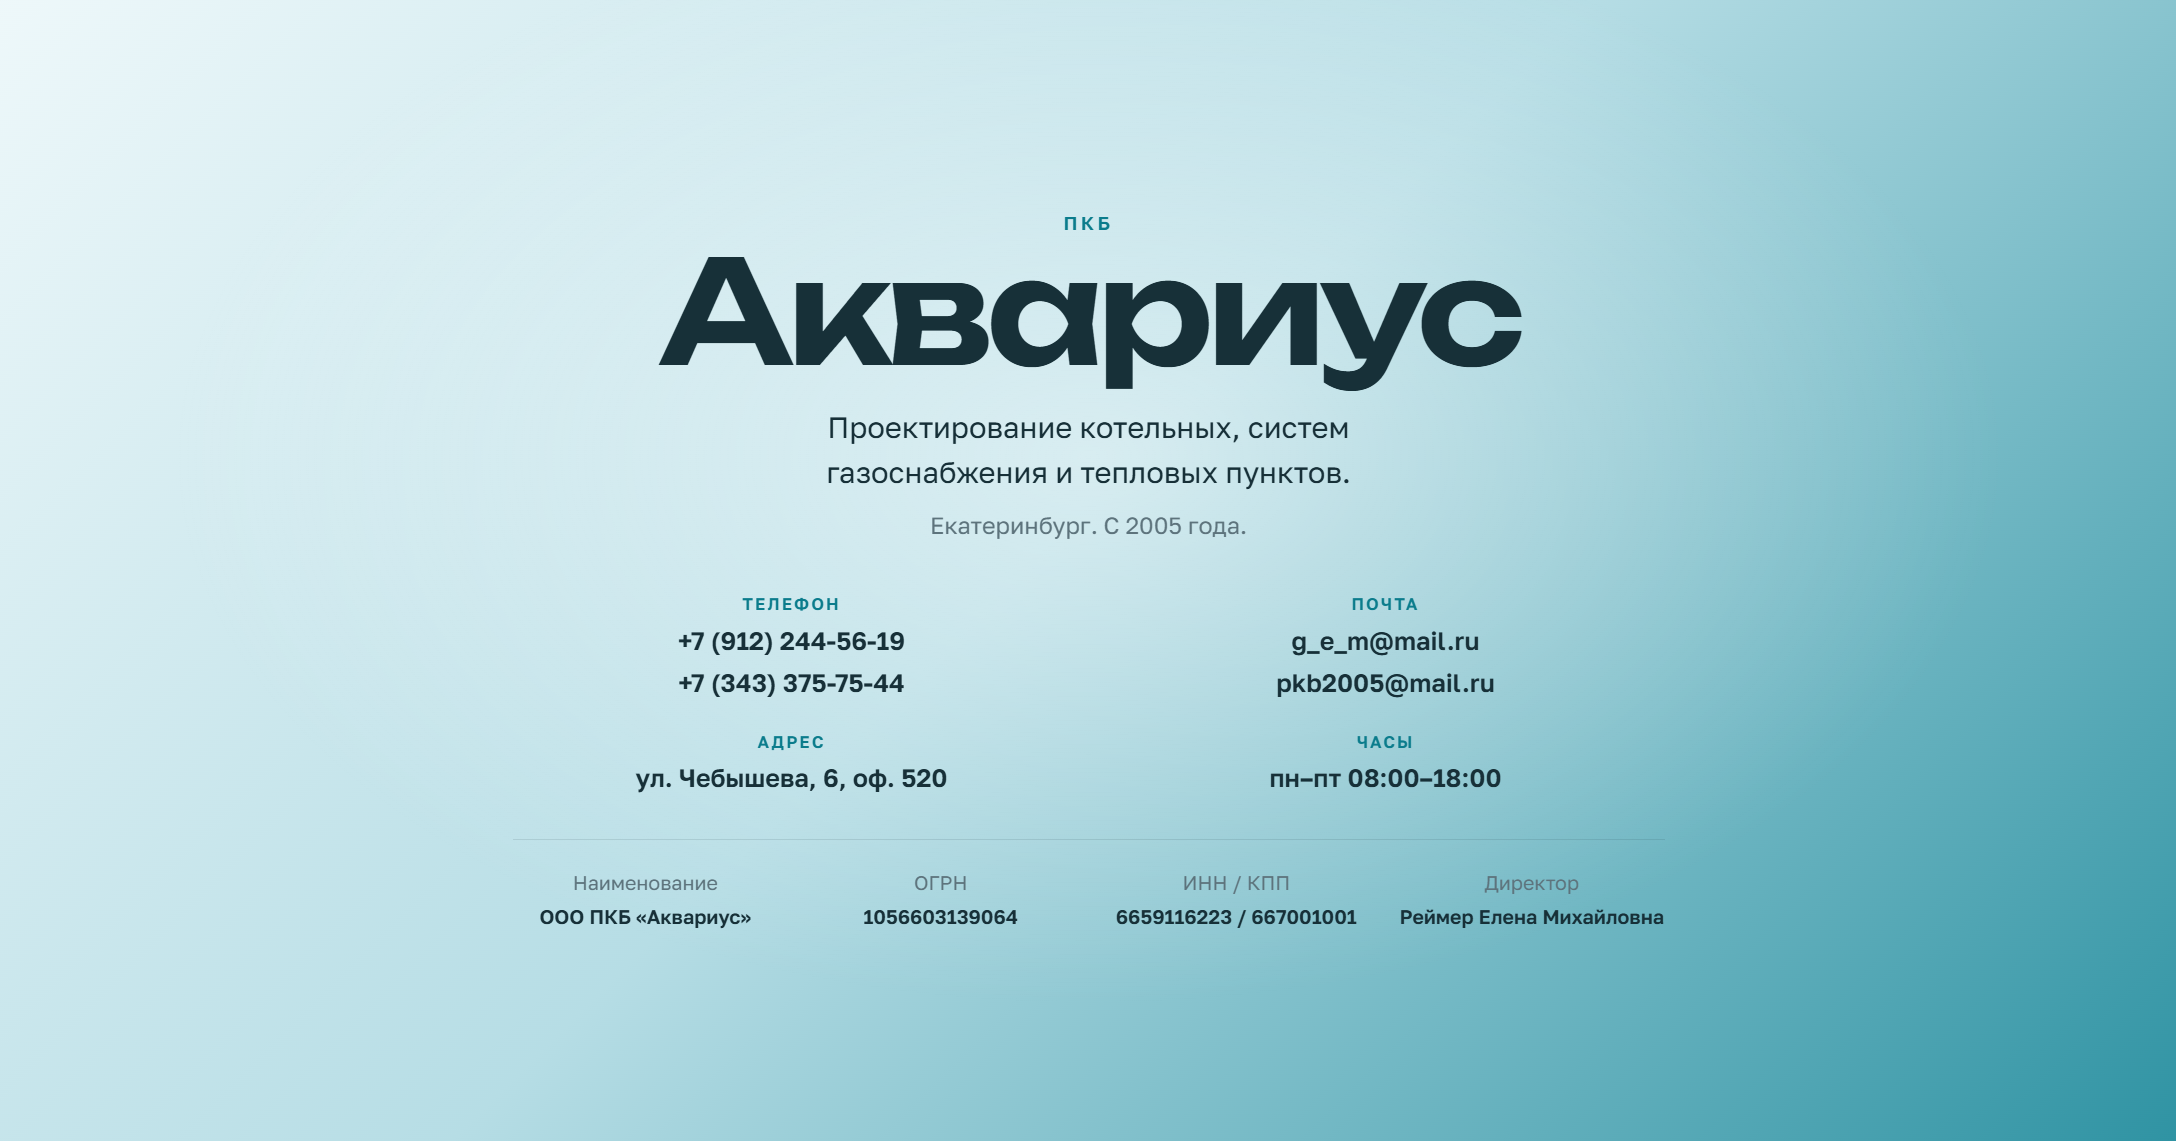 ПКБ
Аквариус
Проектирование котельных, систем
газоснабжения и тепловых пунктов.
Екатеринбург. С 2005 года.
ТЕЛЕФОН
+7 (912) 244-56-19
+7 (343) 375-75-44
ПОЧТА
g_e_m@mail.ru
pkb2005@mail.ru
АДРЕС
ул. Чебышева, 6, оф. 520
ЧАСЫ
пн–пт 08:00–18:00
Наименование
ООО ПКБ «Аквариус»
ОГРН
1056603139064
ИНН / КПП
6659116223 / 667001001
Директор
Реймер Елена Михайловна